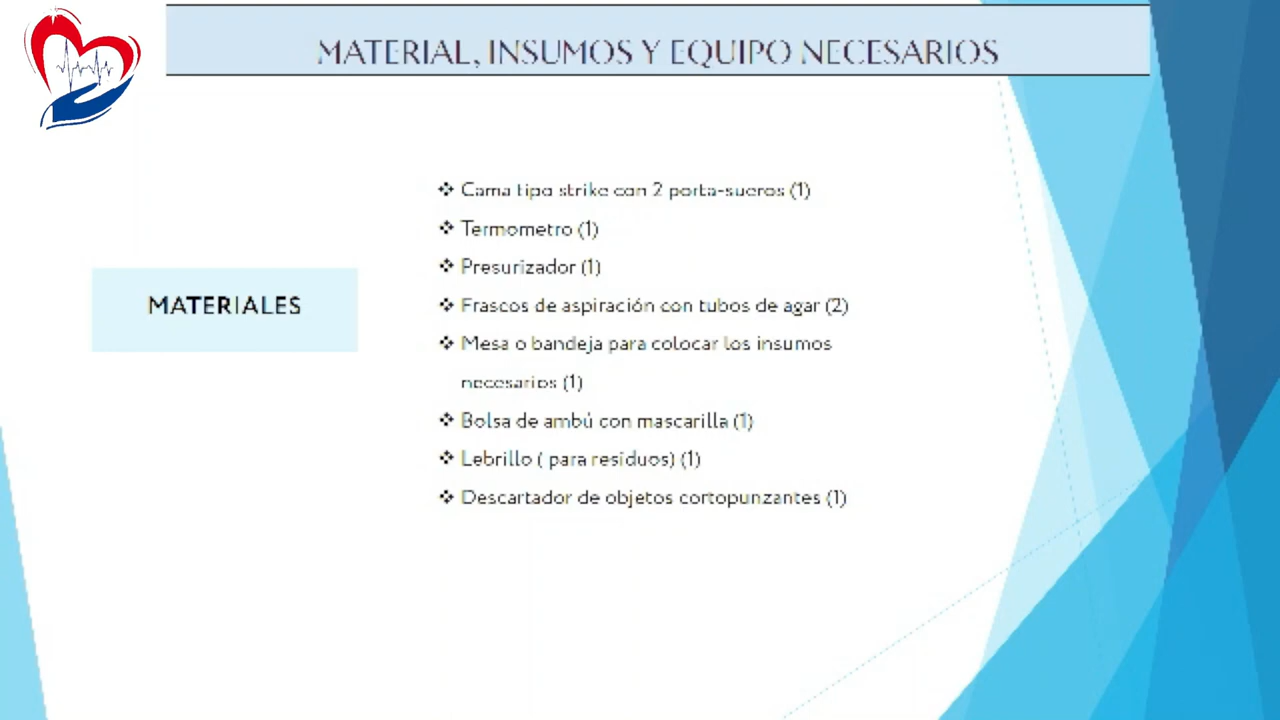 MATERIAL, INSUMOS Y EQUIPO NECESARIOS
MATERIALES
❖ Cama tipo strike con 2 porta-sueros (1)
❖ Termometro (1)
❖ Presurizador (1)
❖ Frascos de aspiración con tubos de agar (2)
❖ Mesa o bandeja para colocar los insumos
necesarios (1)
❖ Bolsa de ambú con mascarilla (1)
❖ Lebrillo ( para residuos) (1)
❖ Descartador de objetos cortopunzantes (1)